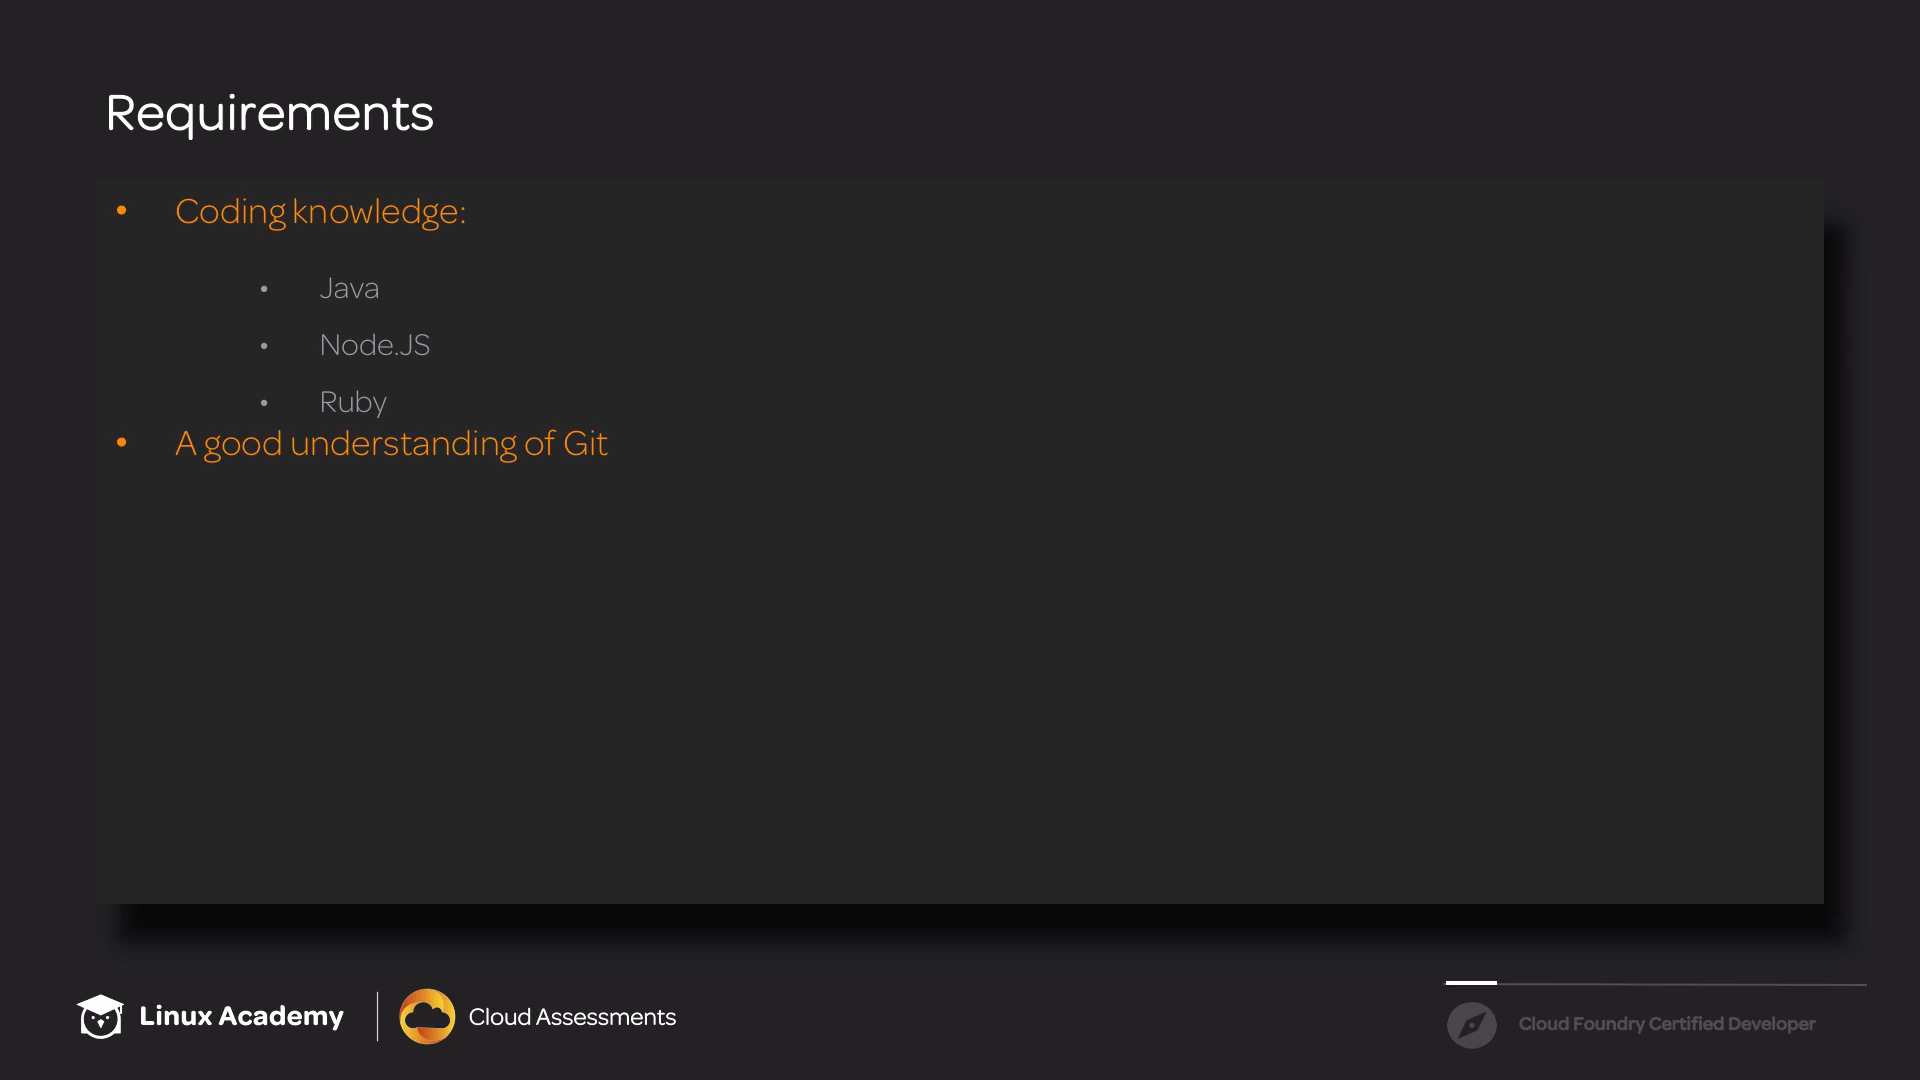 Requirements
• Coding knowledge:
• Java
• Node.JS
• Ruby
• A good understanding of Git
Linux Academy
Cloud Assessments
Cloud Foundry Certified Developer